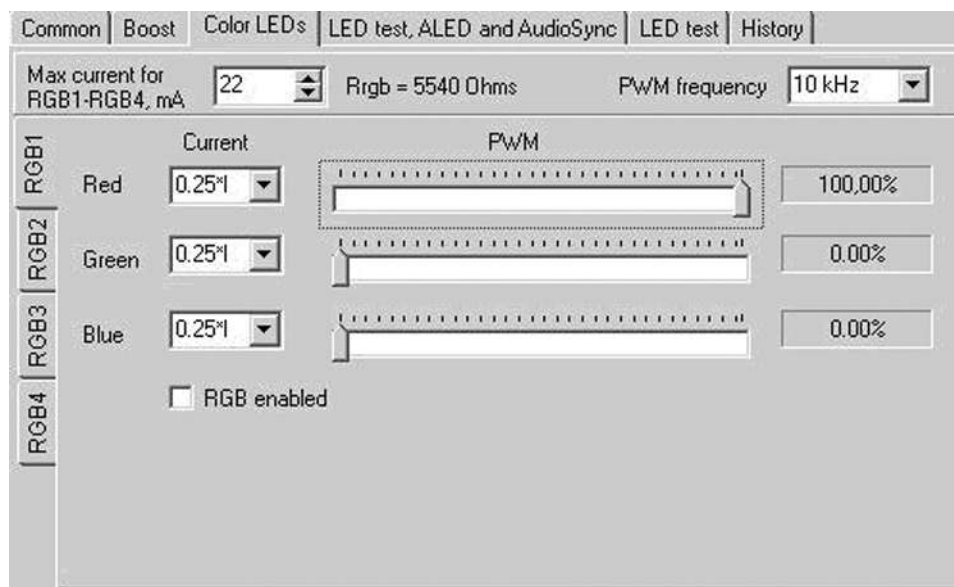 Common Boost Color LEDs LED test, ALED and AudioSync LED test History
Max current for
RGB1-RGB4, mA 22 Rrgb = 5540 Ohms PWM frequency 10 kHz
Current PWM
RGB1
Red 0.25*I 100,00%
RGB2
Green 0.25*I 0.00%
RGB3
Blue 0.25*I 0.00%
RGB4
RGB enabled